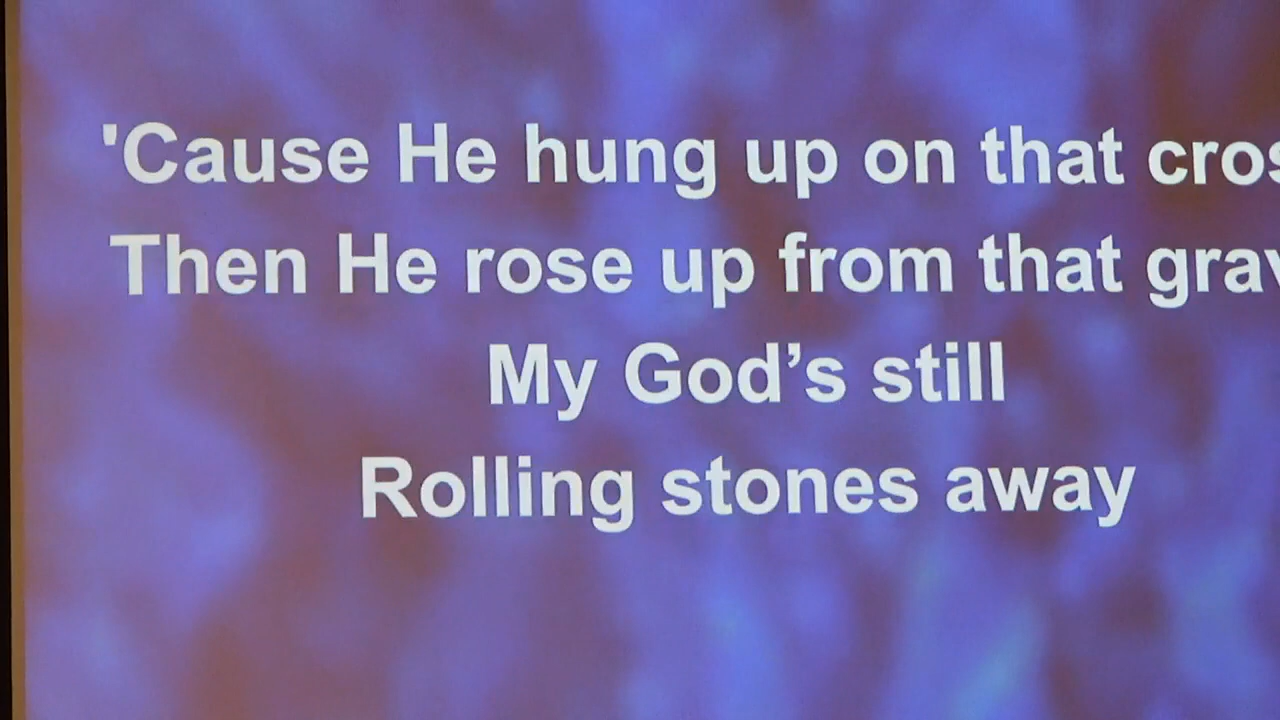 'Cause He hung up on that cros
Then He rose up from that grav
My God’s still
Rolling stones away